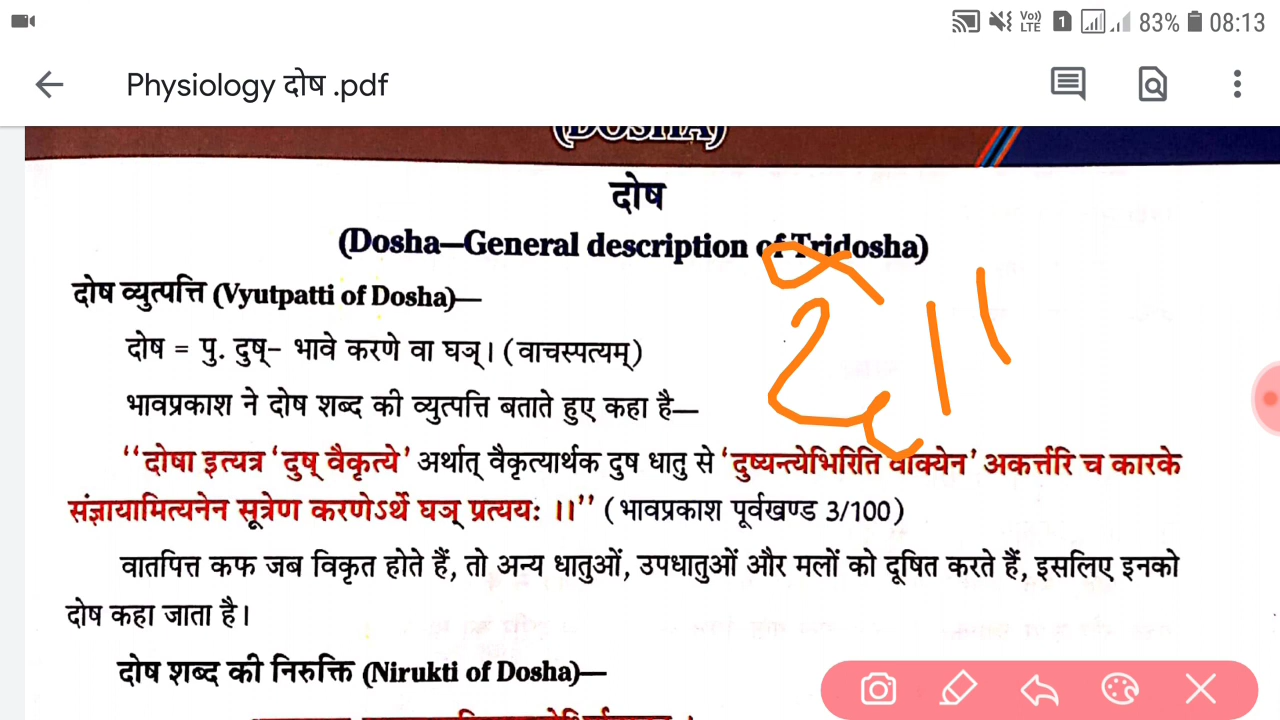 83% 08:13
Physiology दोष .pdf
(DOSHA)
दोष
(Dosha—General description of Tridosha)
दोष व्युत्पत्ति (Vyutpatti of Dosha)—
दोष = पु. दुष्- भावे करणे वा घञ्। (वाचस्पत्यम्)
भावप्रकाश ने दोष शब्द की व्युत्पत्ति बताते हुए कहा है—
‘‘दोषा इत्यत्र ‘दुष् वैकृत्ये’ अर्थात् वैकृत्यार्थक दुष धातु से ‘दुष्यन्त्येभिरिति वाक्येन’ अकर्त्तरि च कारके
संज्ञायामित्यनेन सूत्रेण करणेऽर्थे घञ् प्रत्ययः ।।’’ (भावप्रकाश पूर्वखण्ड 3/100)
वातपित्त कफ जब विकृत होते हैं, तो अन्य धातुओं, उपधातुओं और मलों को दूषित करते हैं, इसलिए इनको
दोष कहा जाता है।
दोष शब्द की निरुक्ति (Nirukti of Dosha)—